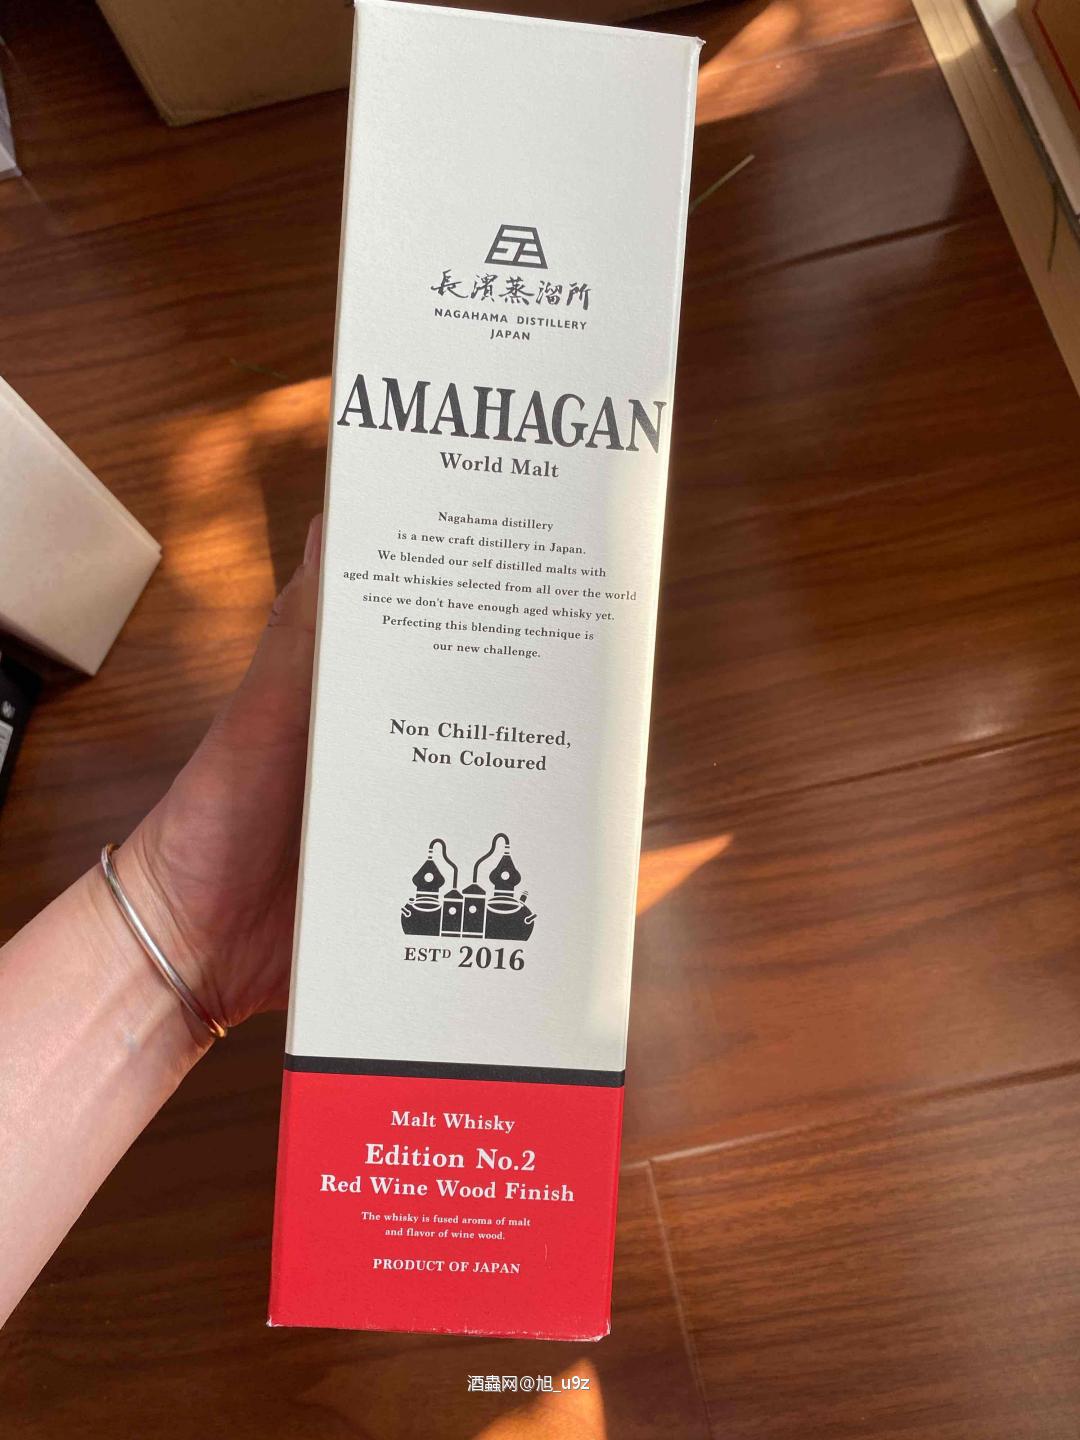 長濱蒸溜所
NAGAHAMA DISTILLERY
JAPAN
AMAHAGAN
World Malt
Nagahama distillery
is a new craft distillery in Japan.
We blended our self distilled malts with
aged malt whiskies selected from all over the world
since we don't have enough aged whisky yet.
Perfecting this blending technique is
our new challenge.
Non Chill-filtered,
Non Coloured
ESTD 2016
Malt Whisky
Edition No.2
Red Wine Wood Finish
The whisky is fused aroma of malt
and flavor of wine wood.
PRODUCT OF JAPAN
酒蟲网@旭_u9z